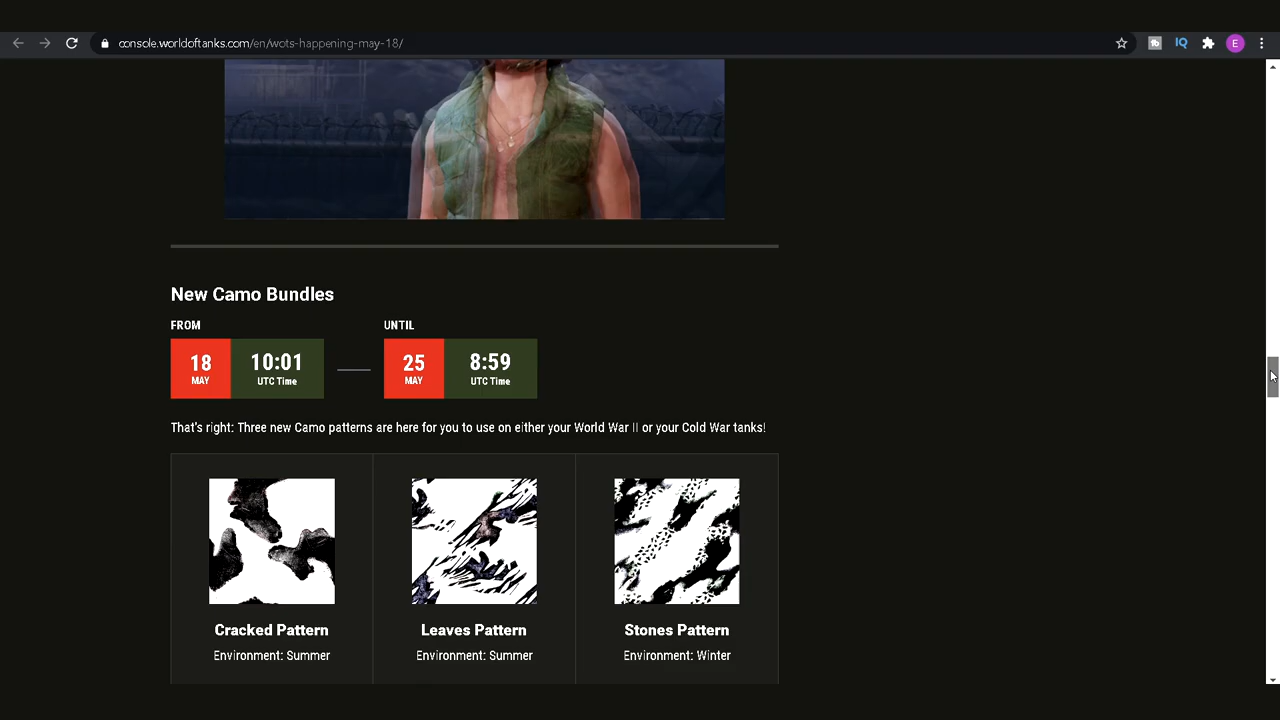 console.worldoftanks.com/en/wots-happening-may-18/
IQ
E
New Camo Bundles
FROM
UNTIL
18
MAY
10:01
UTC Time
25
MAY
8:59
UTC Time
That's right: Three new Camo patterns are here for you to use on either your World War II or your Cold War tanks!
Cracked Pattern
Leaves Pattern
Stones Pattern
Environment: Summer
Environment: Summer
Environment: Winter